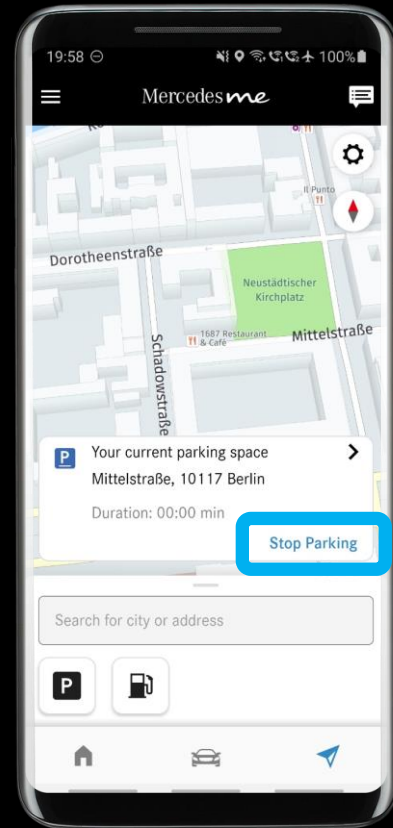 19:58
100%
Mercedes me
Il Punto
Dorotheenstraße
Neustädtischer
Kirchplatz
1687 Restaurant
& Café
Mittelstraße
Schadowstraße
P
Your current parking space
Mittelstraße, 10117 Berlin
Duration: 00:00 min
Stop Parking
Search for city or address
P